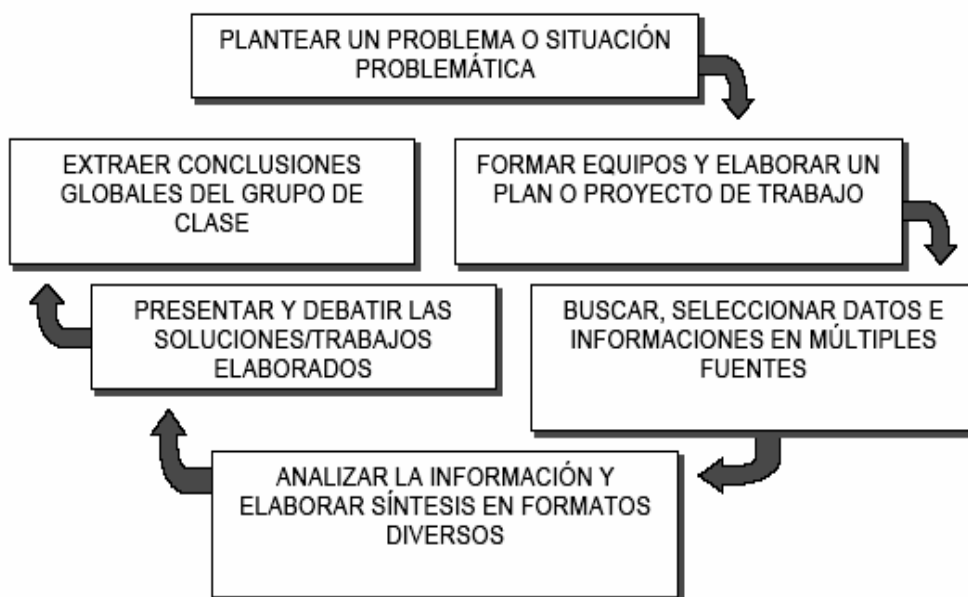 PLANTEAR UN PROBLEMA O SITUACIÓN
PROBLEMÁTICA
FORMAR EQUIPOS Y ELABORAR UN
PLAN O PROYECTO DE TRABAJO
BUSCAR, SELECCIONAR DATOS E
INFORMACIONES EN MÚLTIPLES
FUENTES
ANALIZAR LA INFORMACIÓN Y
ELABORAR SÍNTESIS EN FORMATOS
DIVERSOS
PRESENTAR Y DEBATIR LAS
SOLUCIONES/TRABAJOS
ELABORADOS
EXTRAER CONCLUSIONES
GLOBALES DEL GRUPO DE
CLASE